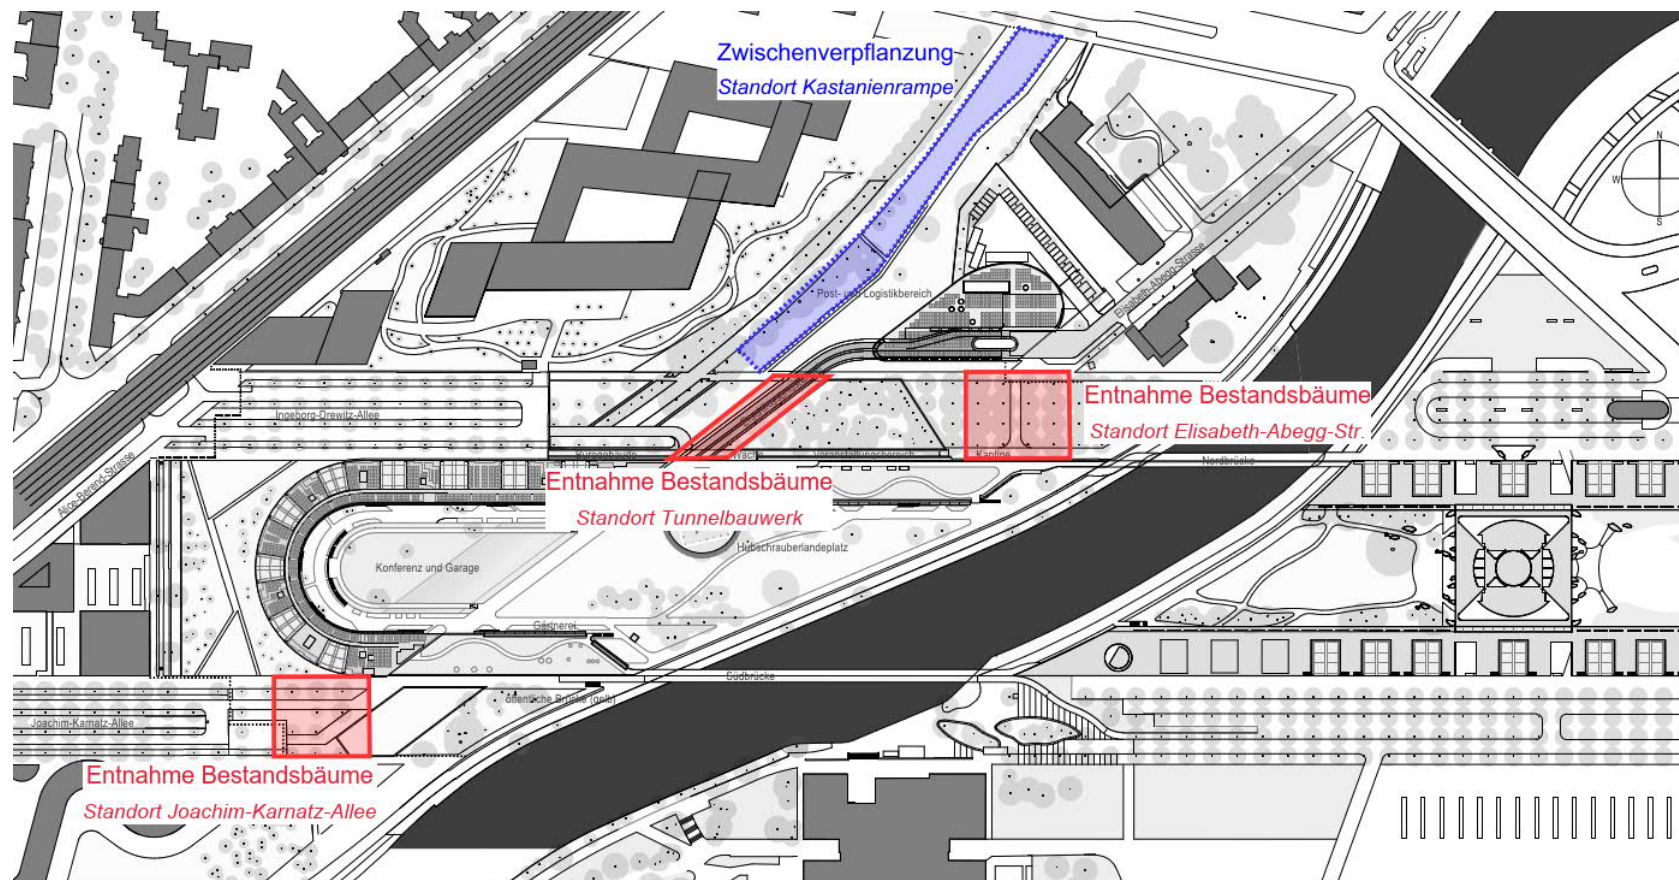 Zwischenverpflanzung
Standort Kastanienrampe
N
W
S
Elisabeth-Abegg-Strasse
Post- und Logistikbereich
Entnahme Bestandsbäume
Standort Elisabeth-Abegg-Str.
Ingeborg-Drewitz-Allee
Alice-Berend-Strasse
Wache
Veranstaltungsbereich
Nordbrücke
Entnahme Bestandsbäume
Standort Tunnelbauwerk
Hubschrauberlandeplatz
Konferenz und Garage
Gärtnerei
Südbrücke
öffentliche Brücke (gelb)
Joachim-Karnatz-Allee
Entnahme Bestandsbäume
Standort Joachim-Karnatz-Allee